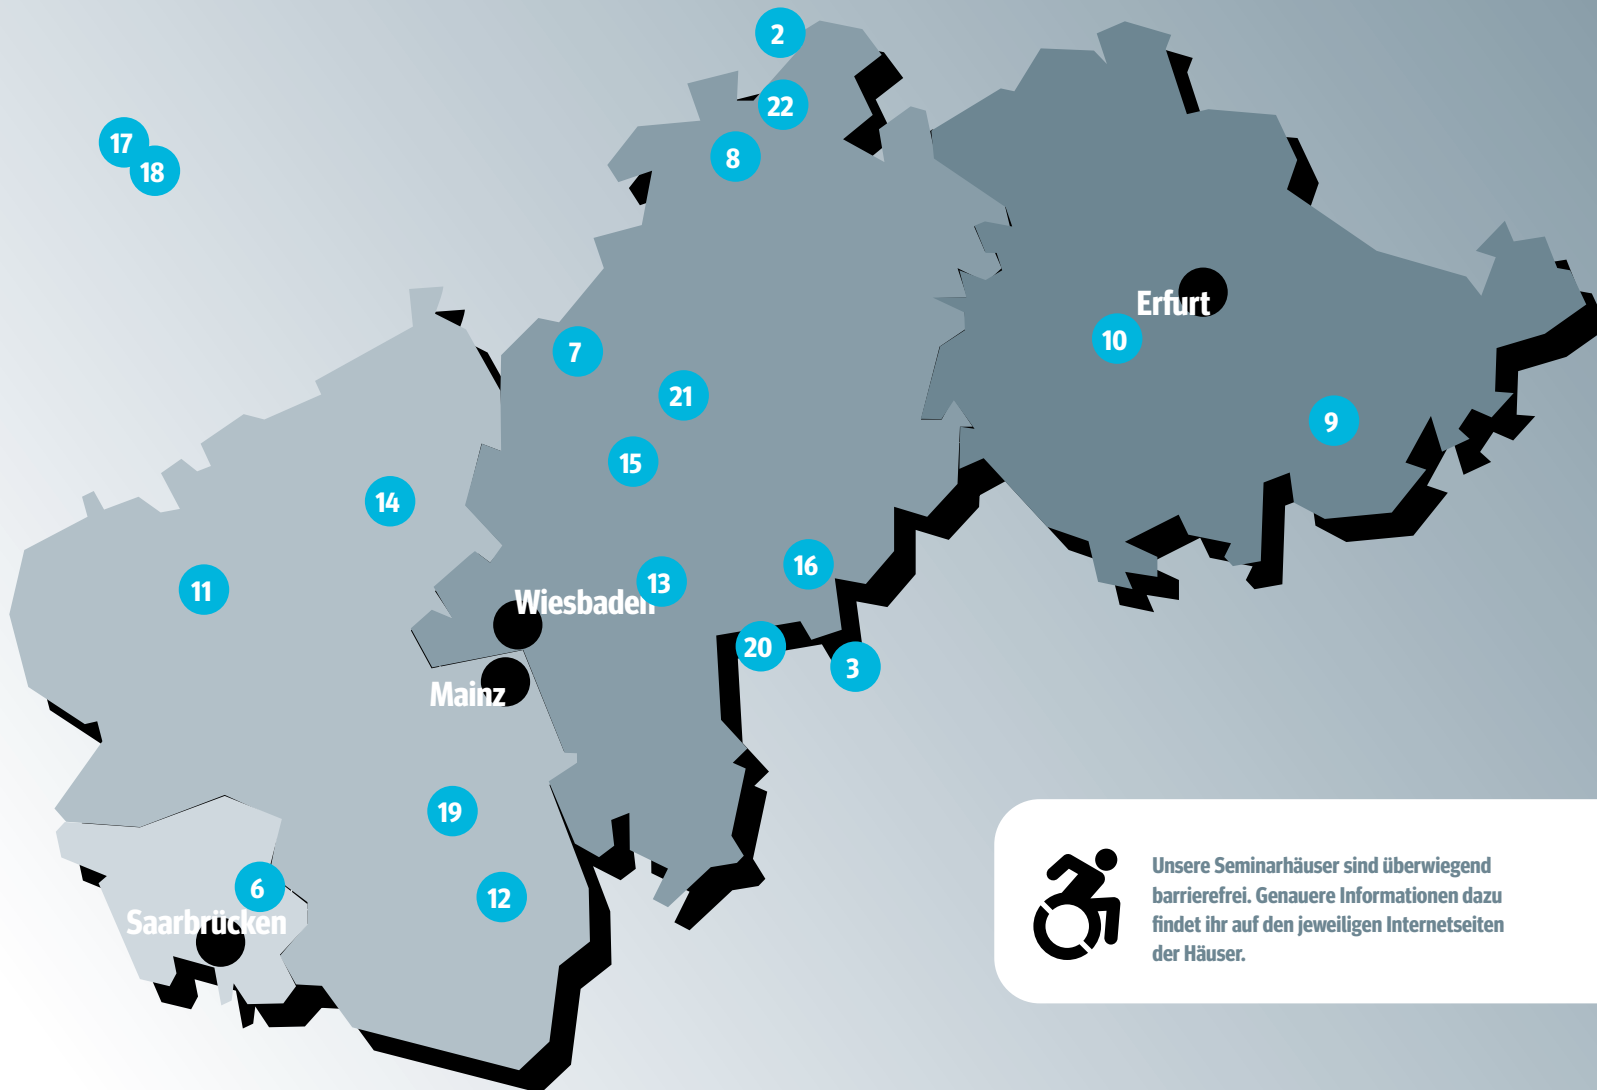 2
22
17
8
18
Erfurt
10
7
21
9
15
14
16
13
11
Wiesbaden
20
3
Mainz
19
6
12
Saarbrücken
Unsere Seminarhäuser sind überwiegend
barrierefrei. Genauere Informationen dazu
findet ihr auf den jeweiligen Internetseiten
der Häuser.